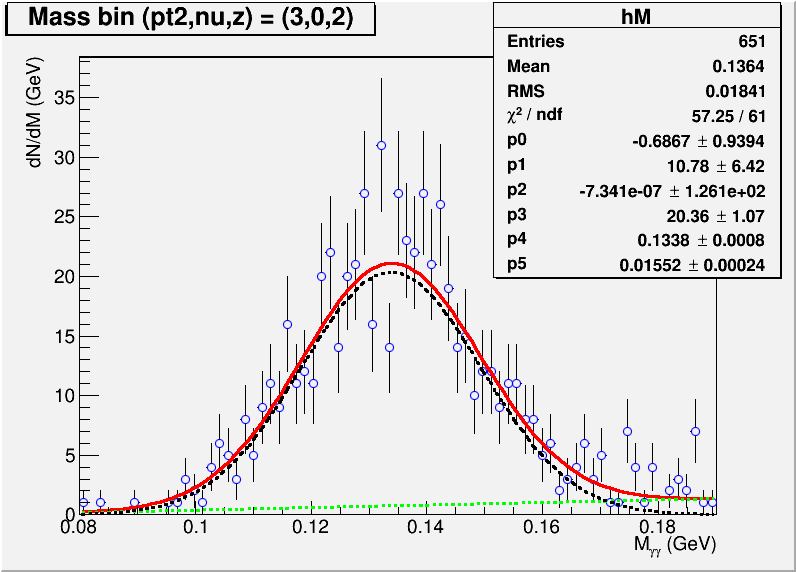 Mass bin (pt2,nu,z) = (3,0,2)
hM
Entries 651
Mean 0.1364
RMS 0.01841
χ² / ndf 57.25 / 61
p0 -0.6867 ± 0.9394
p1 10.78 ± 6.42
p2 -7.341e-07 ± 1.261e+02
p3 20.36 ± 1.07
p4 0.1338 ± 0.0008
p5 0.01552 ± 0.00024
dN/dM (GeV)
35
30
25
20
15
10
5
0
0.08 0.1 0.12 0.14 0.16 0.18
Mγγ (GeV)